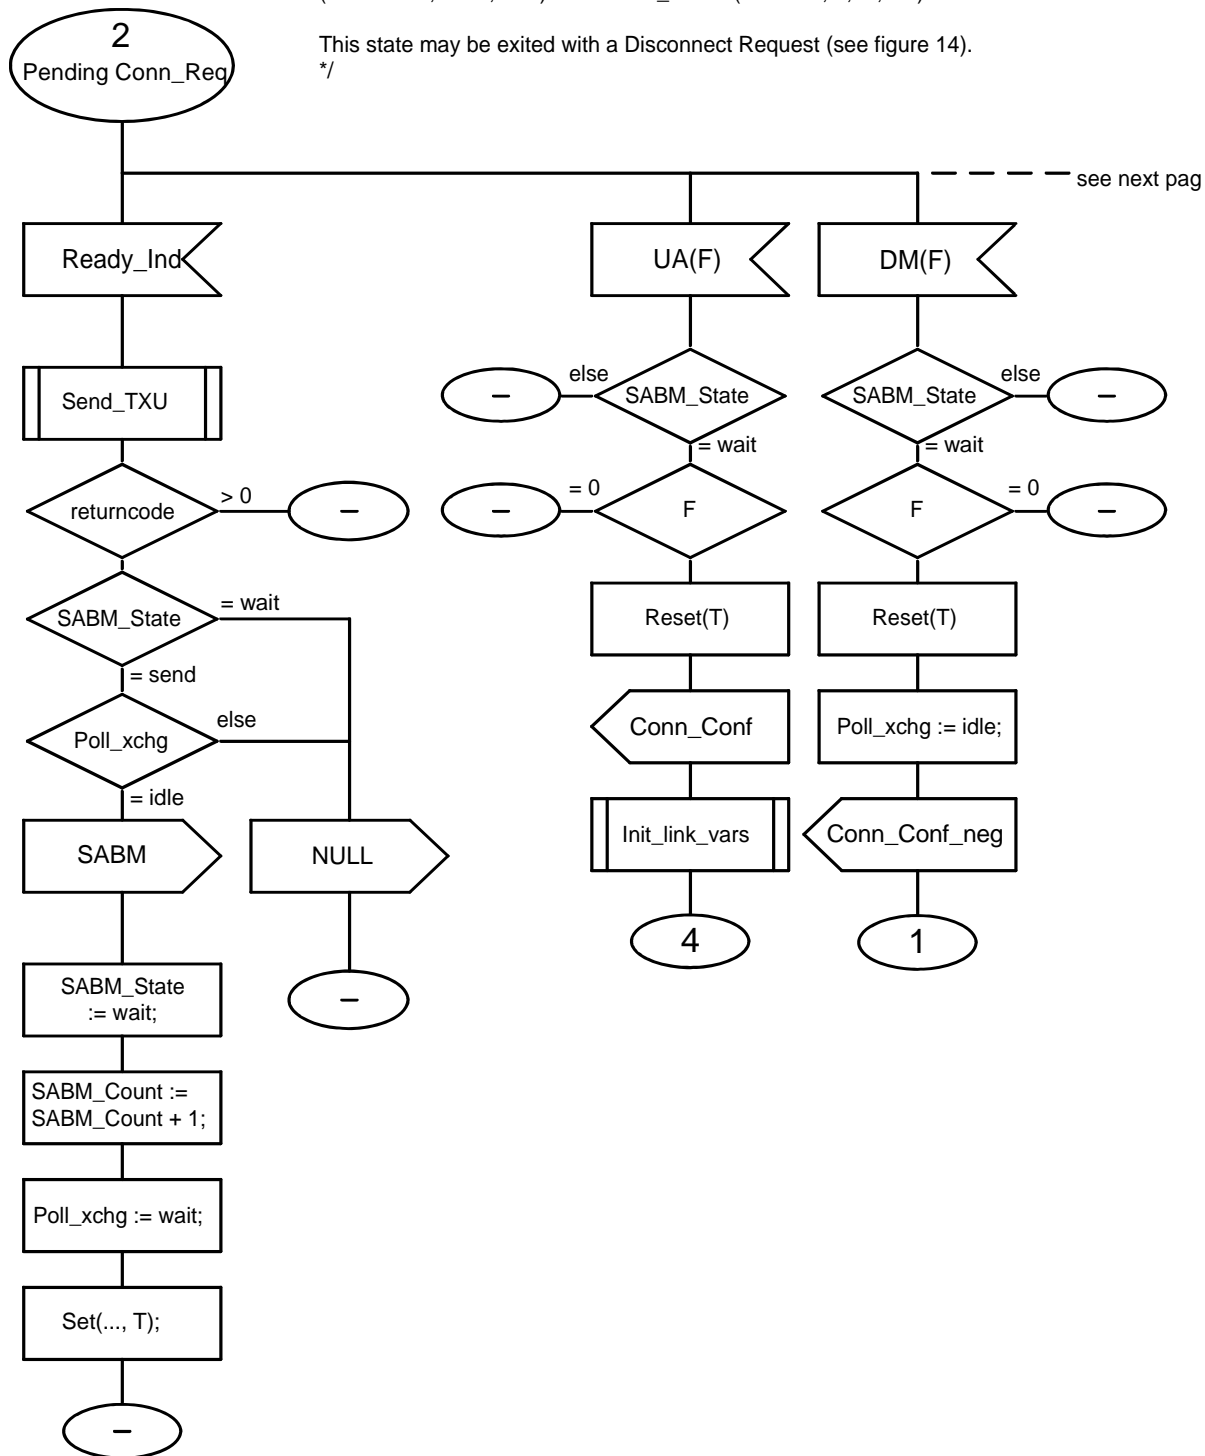 This state may be exited with a Disconnect Request (see figure 14).
*/
2
Pending Conn_Req
see next pag
Ready_Ind
UA(F)
DM(F)
Send_TXU
else
SABM_State
= wait
SABM_State
else
= wait
returncode
> 0
–
= 0
–
F
F
= 0
–
–
–
SABM_State
= wait
= send
Reset(T)
Reset(T)
Poll_xchg
else
= idle
Conn_Conf
Poll_xchg := idle;
SABM
NULL
Init_link_vars
Conn_Conf_neg
4
1
SABM_State
:= wait;
–
SABM_Count :=
SABM_Count + 1;
Poll_xchg := wait;
Set(..., T);
–